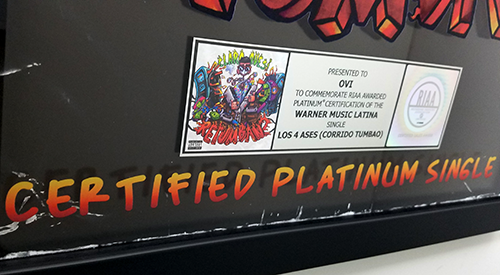 RETUMBANDO
PRESENTED TO
OVI
TO COMMEMORATE RIAA AWARDED
PLATINUM* CERTIFICATION OF THE
WARNER MUSIC LATINA
SINGLE
LOS 4 ASES (CORRIDO TUMBAO)
RIAA
CERTIFIED PLATINUM SINGLE